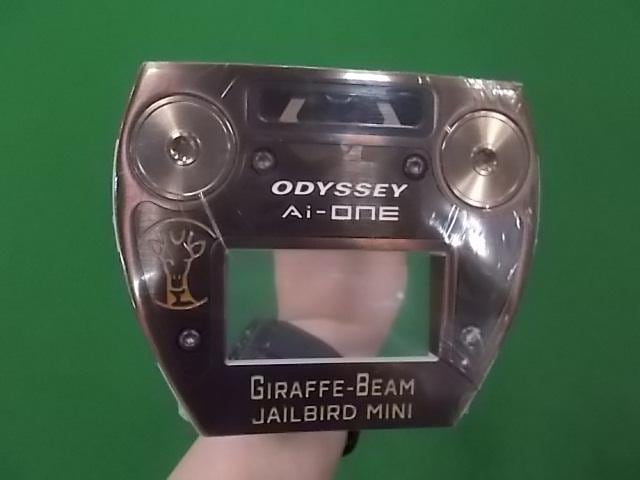 ODYSSEY
Ai-ONE
GIRAFFE-BEAM
JAILBIRD MINI